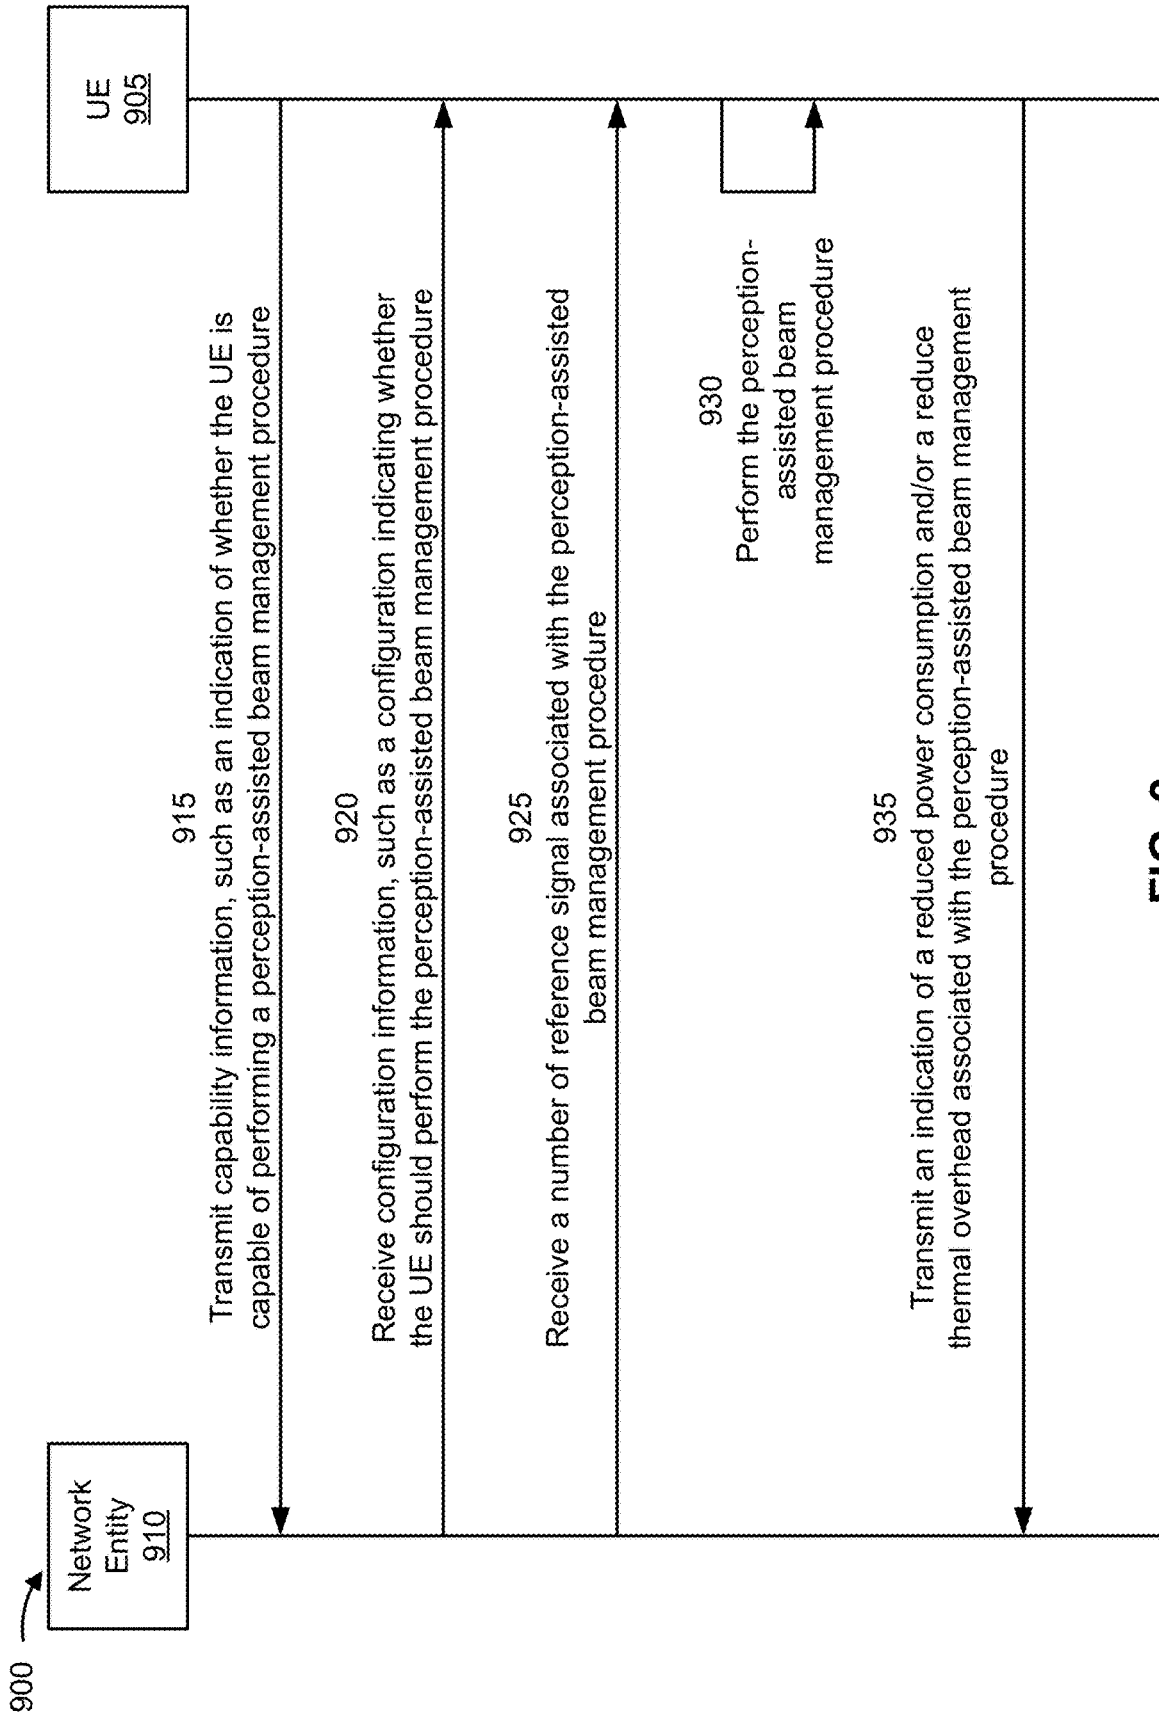 900
Network
Entity
910
UE
905
915
Transmit capability information, such as an indication of whether the UE is
capable of performing a perception-assisted beam management procedure
920
Receive configuration information, such as a configuration indicating whether
the UE should perform the perception-assisted beam management procedure
925
Receive a number of reference signal associated with the perception-assisted
beam management procedure
930
Perform the perception-
assisted beam
management procedure
935
Transmit an indication of a reduced power consumption and/or a reduce
thermal overhead associated with the perception-assisted beam management
procedure
FIG.